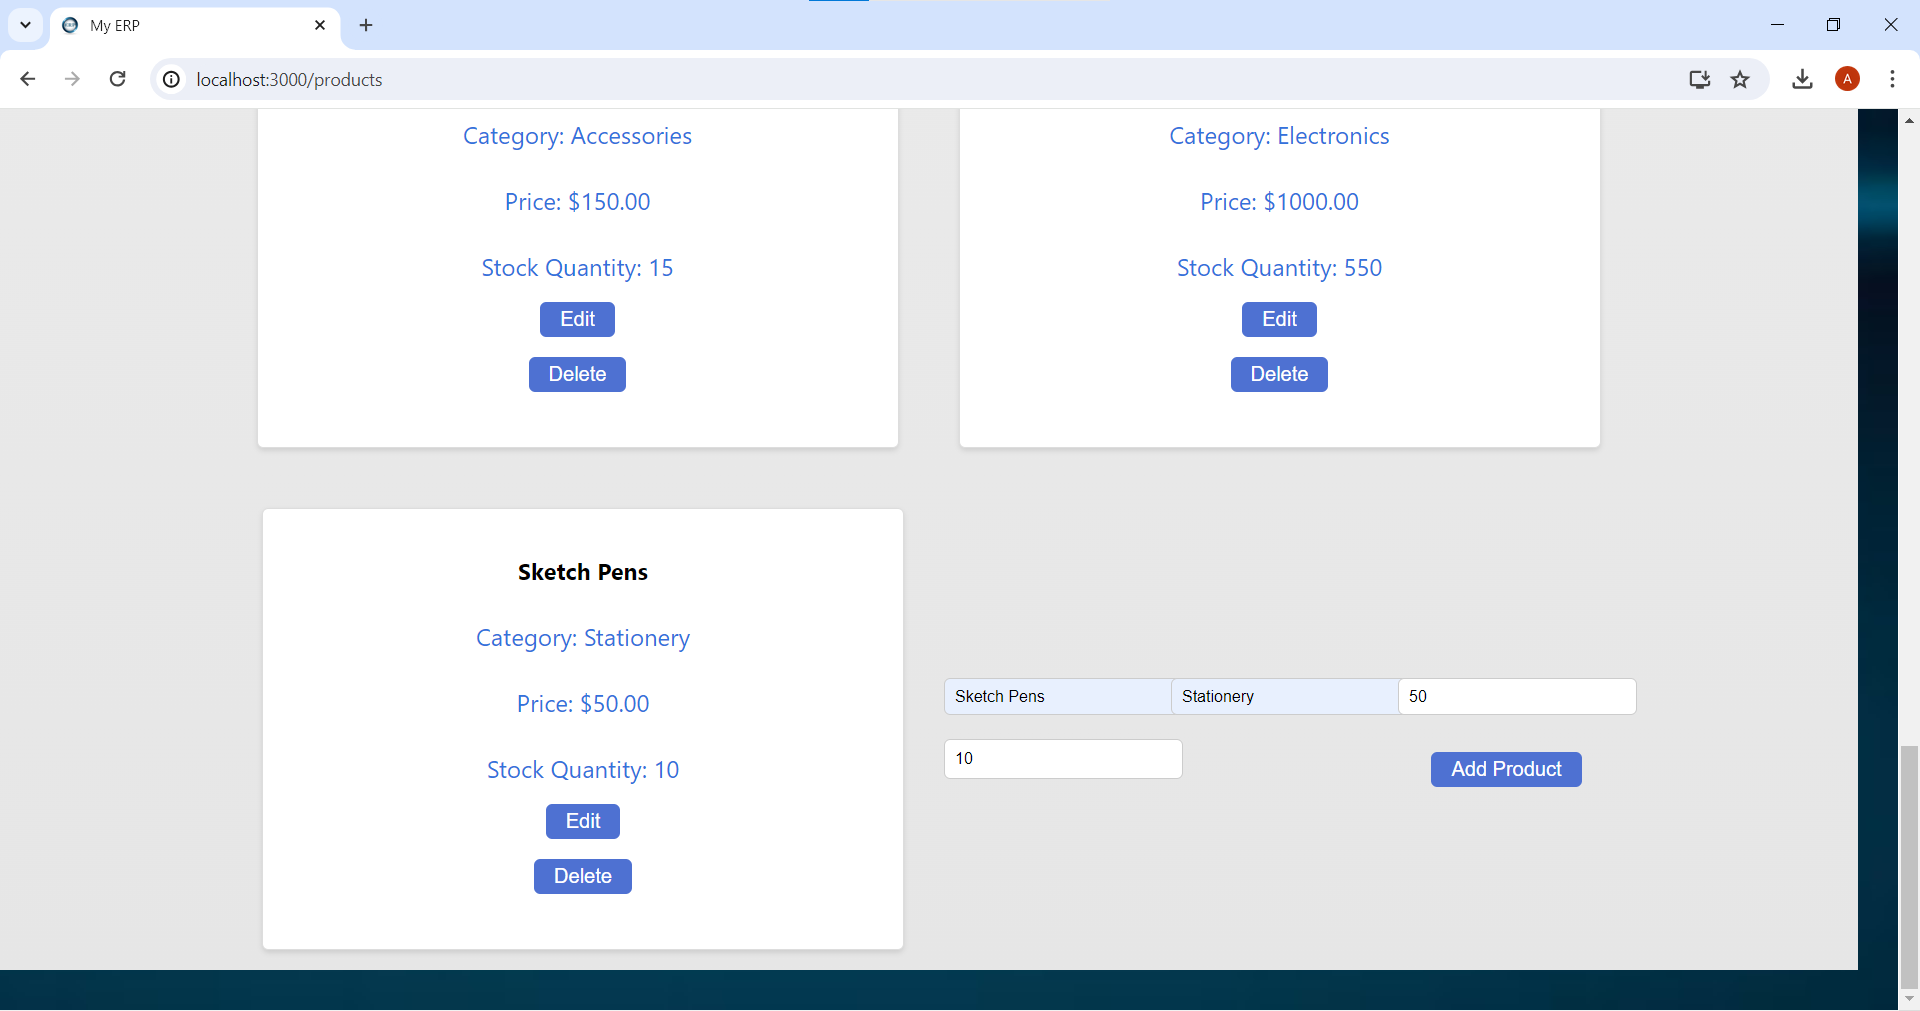 My ERP
localhost:3000/products
A
Category: Accessories
Price: $150.00
Stock Quantity: 15
Edit
Delete
Category: Electronics
Price: $1000.00
Stock Quantity: 550
Edit
Delete
Sketch Pens
Category: Stationery
Price: $50.00
Stock Quantity: 10
Edit
Delete
Sketch Pens
Stationery
50
10
Add Product